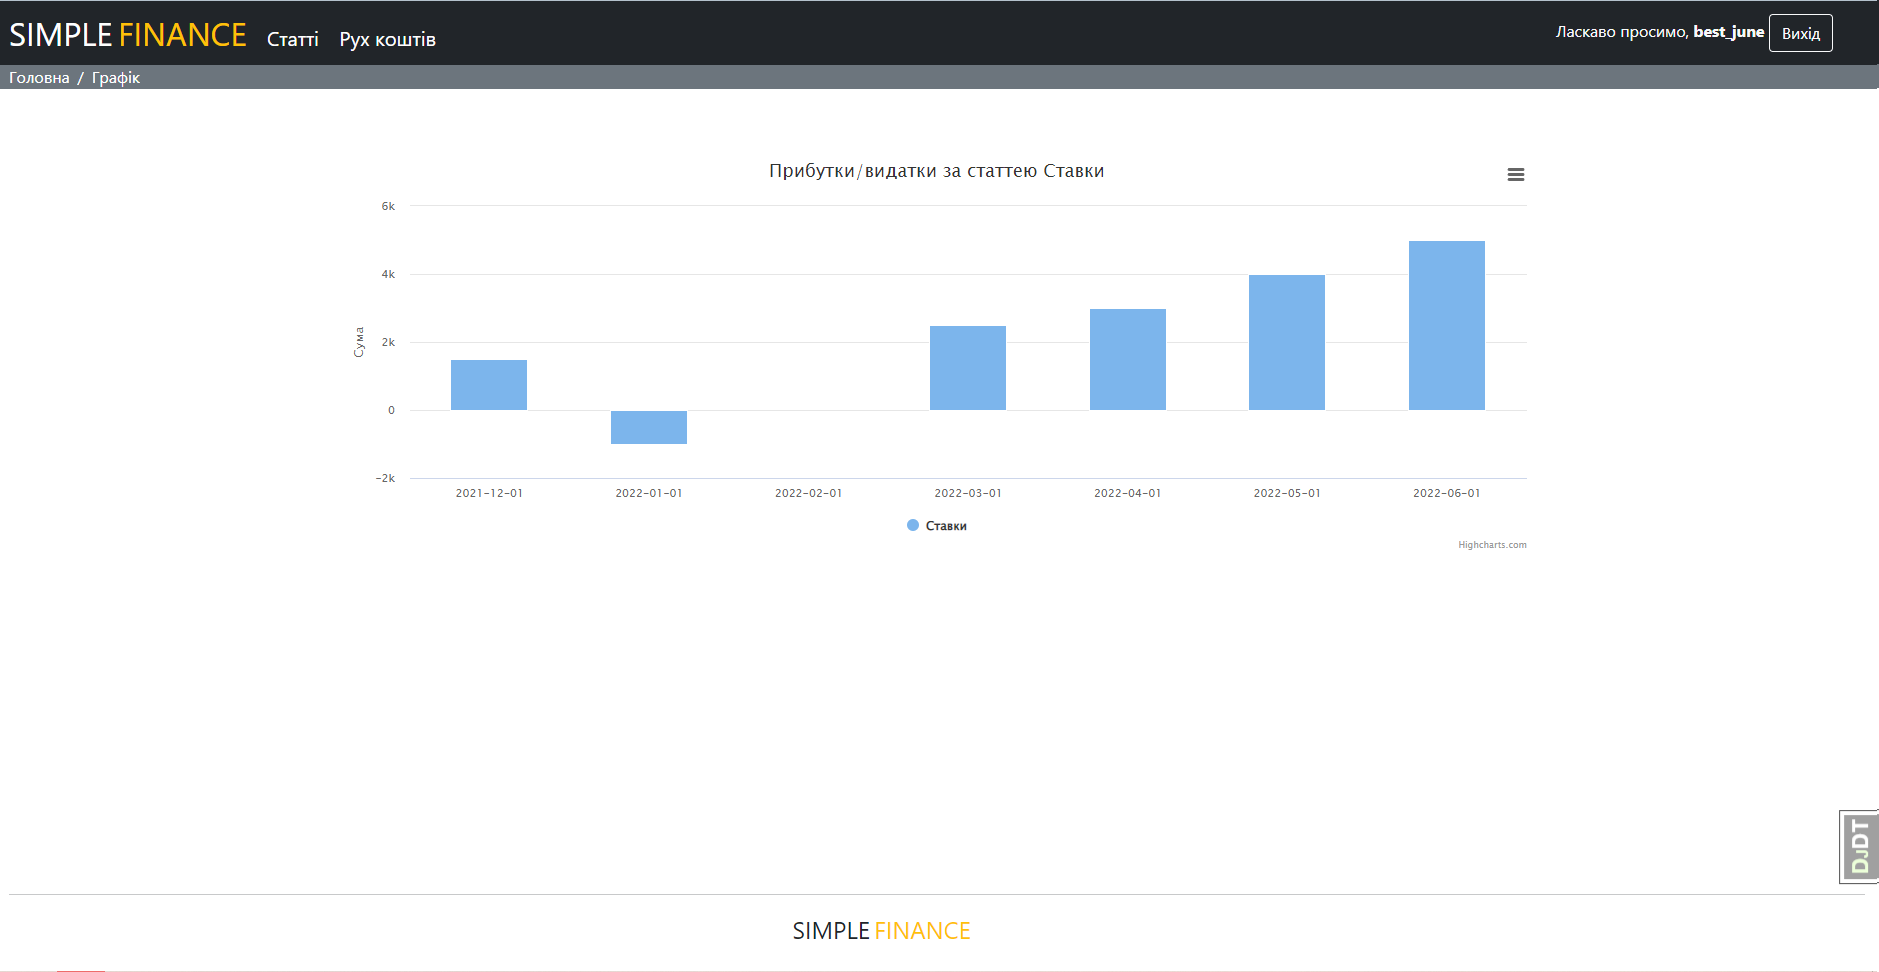 SIMPLE FINANCE Статті Рух коштів Ласкаво просимо, best_june Вихід
Головна / Графік
Прибутки/видатки за статтею Ставки
6k
4k
2k
0
-2k
Сума
2021-12-01 2022-01-01 2022-02-01 2022-03-01 2022-04-01 2022-05-01 2022-06-01
Ставки
Highcharts.com
DJDT
SIMPLE FINANCE